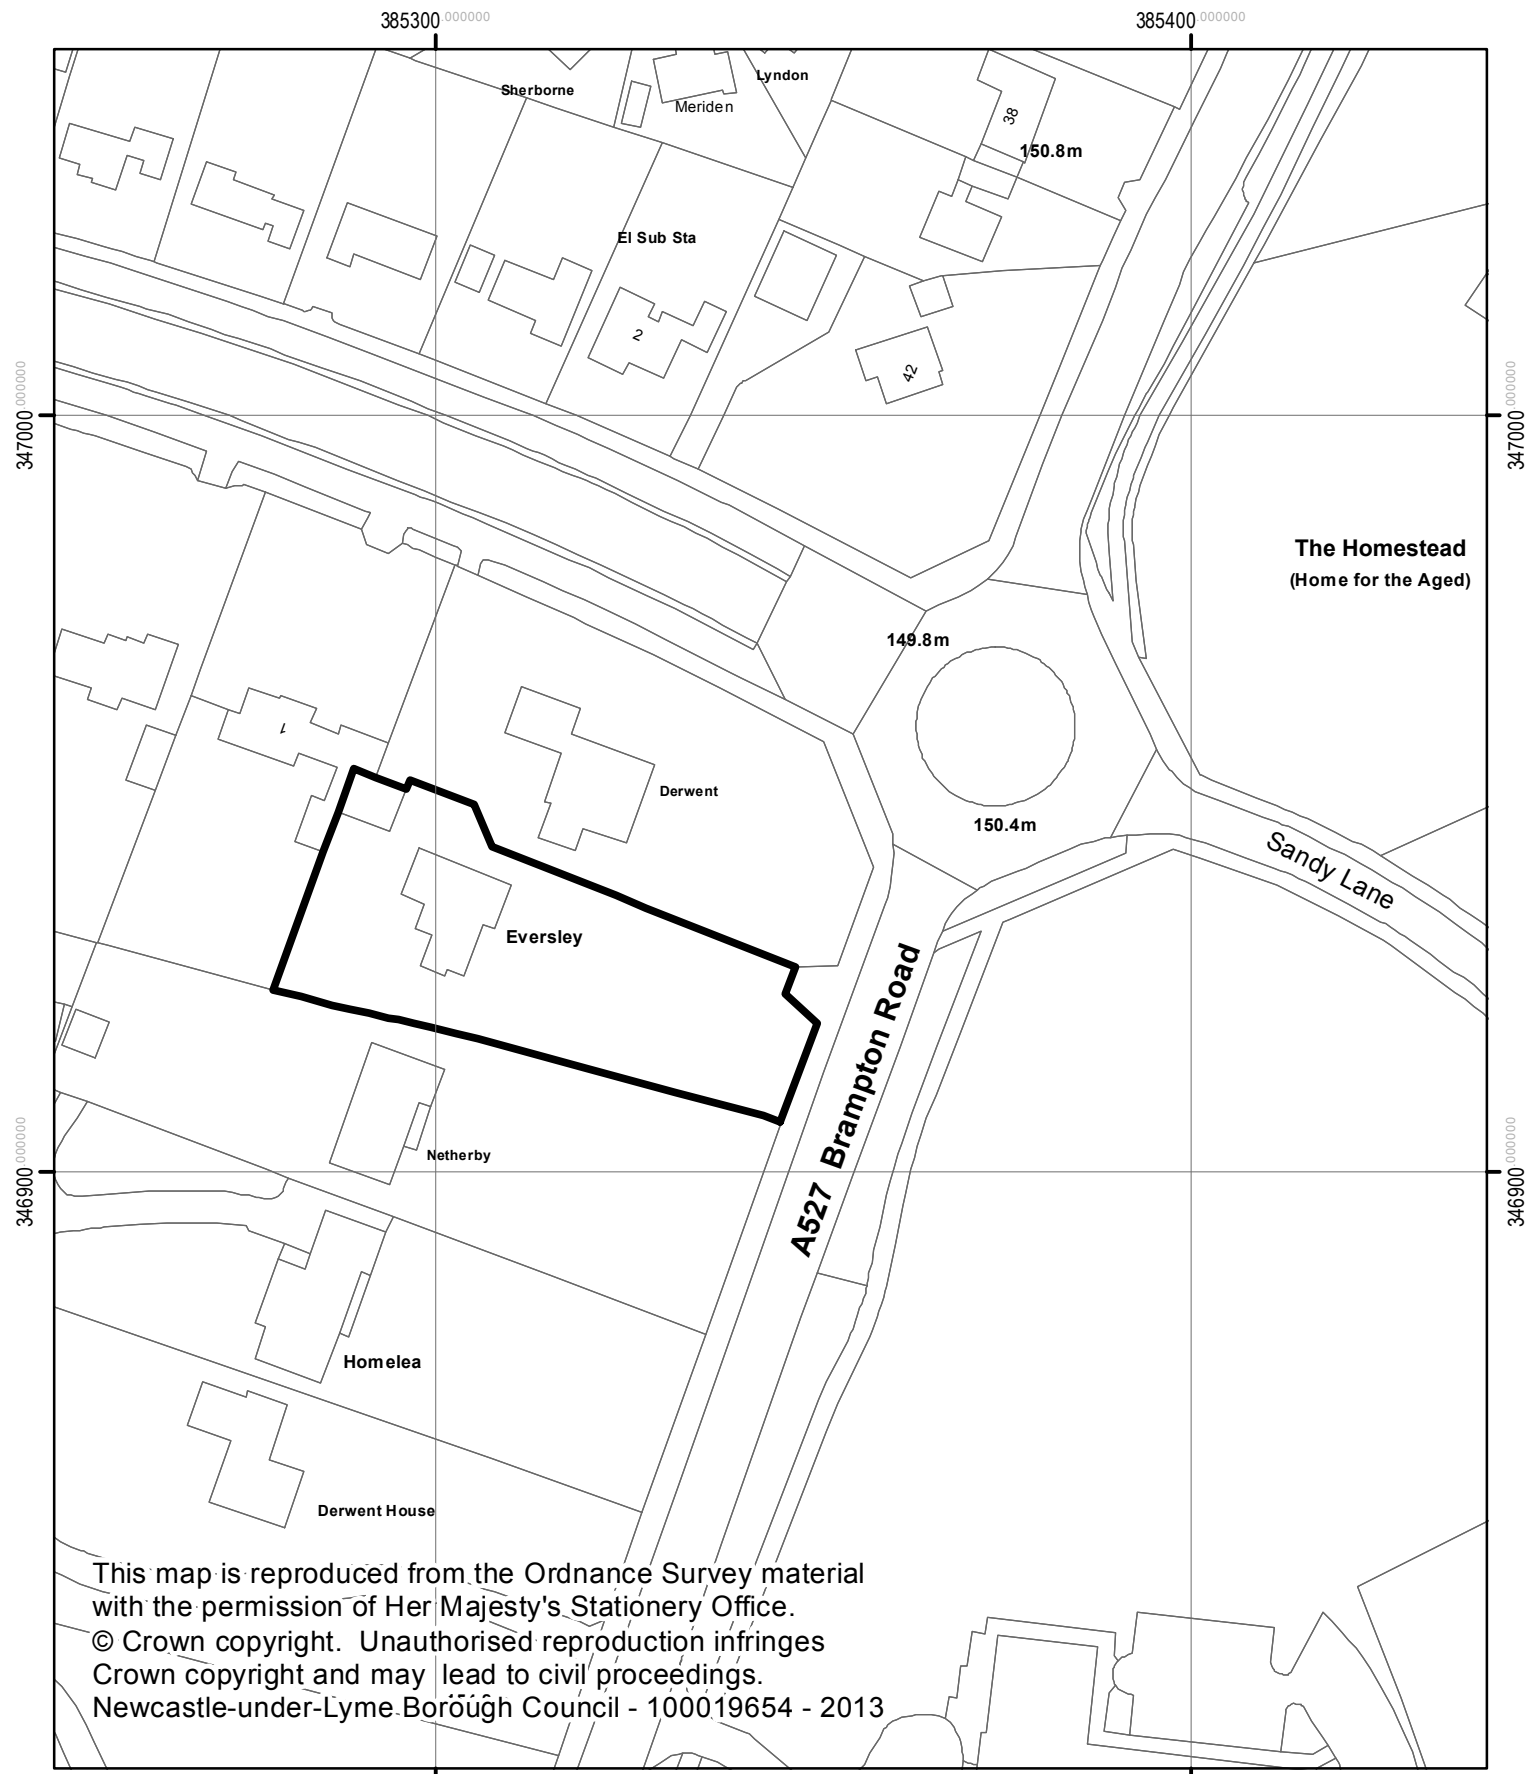 385300.000000
385400.000000
Sherborne
Lyndon
Meriden
38
150.8m
El Sub Sta
2
42
347000.000000
347000.000000
The Homestead
(Home for the Aged)
149.8m
1
Derwent
150.4m
Sandy Lane
Eversley
A527 Brampton Road
Netherby
346900.000000
346900.000000
Homelea
Derwent House
This map is reproduced from the Ordnance Survey material
with the permission of Her Majesty's Stationery Office.
© Crown copyright. Unauthorised reproduction infringes
Crown copyright and may lead to civil proceedings.
Newcastle-under-Lyme Borough Council - 100019654 - 2013